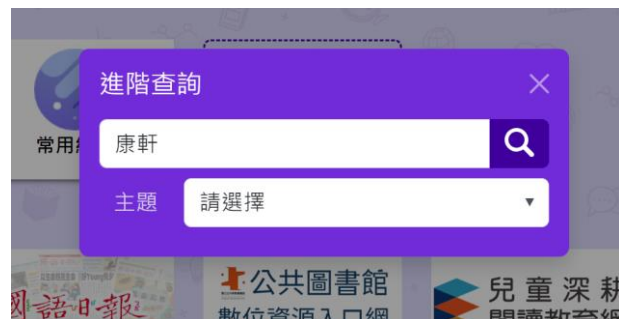 進階查詢
康軒
常用
主題 請選擇
國語日報
公共圖書館
數位資源入口網
兒童深耕
閱讀教育網